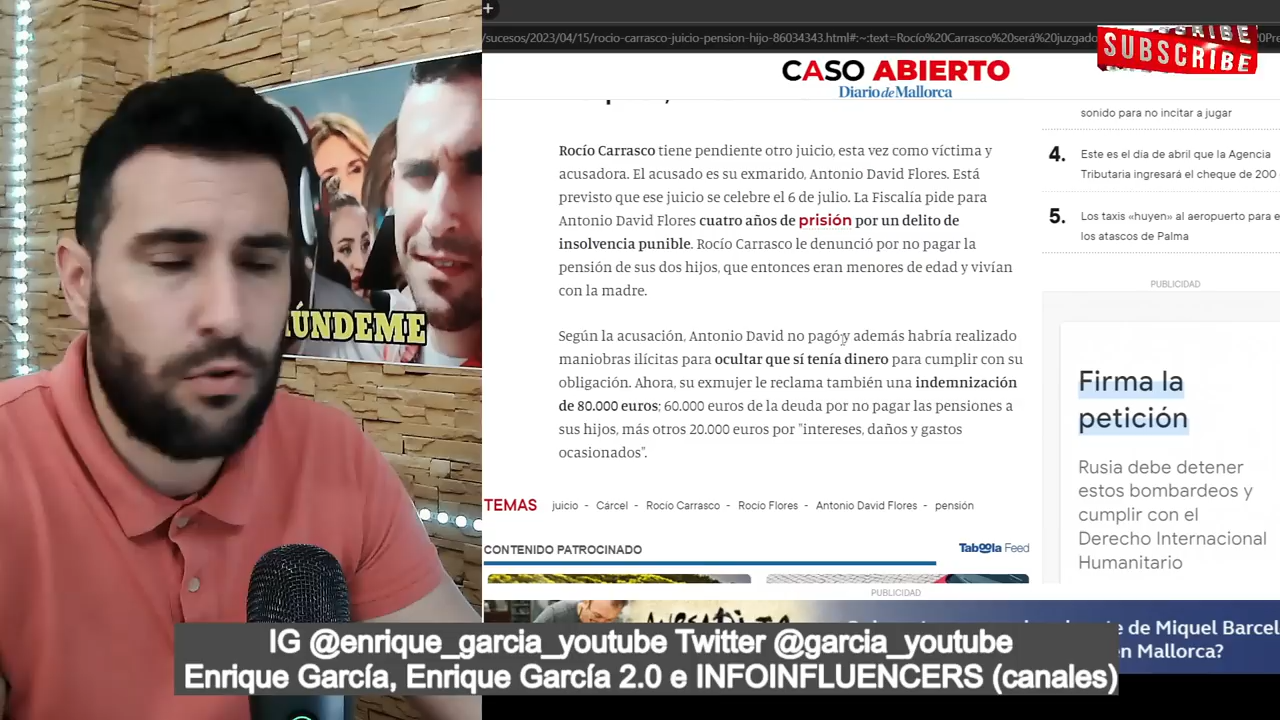 +
/sucesos/2023/04/15/rocio-carrasco-juicio-pension-hijo-86034343.html#:~:text=Rocío%20Carrasco%20será%20juzgado
SUBSCRIBE
SUBSCRIBE
CASO ABIERTO
Diario de Mallorca
sonido para no incitar a jugar
4. Este es el día de abril que la Agencia
Tributaria ingresará el cheque de 200
5. Los taxis «huyen» al aeropuerto para e
los atascos de Palma
PUBLICIDAD
Rocío Carrasco tiene pendiente otro juicio, esta vez como víctima y
acusadora. El acusado es su exmarido, Antonio David Flores. Está
previsto que ese juicio se celebre el 6 de julio. La Fiscalía pide para
Antonio David Flores cuatro años de prisión por un delito de
insolvencia punible. Rocío Carrasco le denunció por no pagar la
pensión de sus dos hijos, que entonces eran menores de edad y vivían
con la madre.
Según la acusación, Antonio David no pagó y además habría realizado
maniobras ilícitas para ocultar que sí tenía dinero para cumplir con su
obligación. Ahora, su exmujer le reclama también una indemnización
de 80.000 euros; 60.000 euros de la deuda por no pagar las pensiones a
sus hijos, más otros 20.000 euros por "intereses, daños y gastos
ocasionados".
Firma la
petición
Rusia debe detener
estos bombardeos y
cumplir con el
Derecho Internacional
Humanitario
TEMAS juicio - Cárcel - Rocío Carrasco - Rocio Flores - Antonio David Flores - pensión
CONTENIDO PATROCINADO
Taboola Feed
PUBLICIDAD
te de Miquel Barcel
en Mallorca?
ÚNDEME
IG @enrique_garcia_youtube Twitter @garcia_youtube
Enrique García, Enrique García 2.0 e INFOINFLUENCERS (canales)